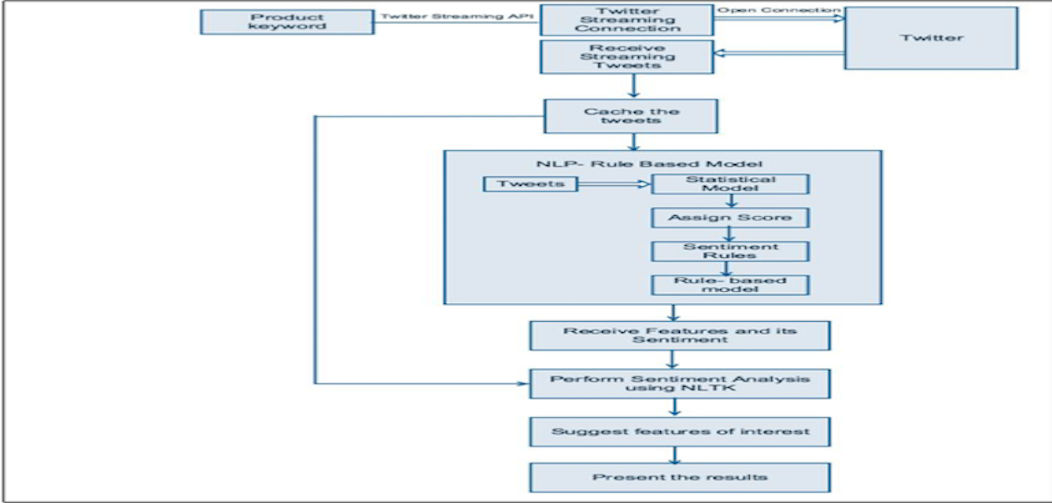 Product
keyword
Twitter Streaming API
Twitter
Streaming
Connection
Open Connection
Twitter
Receive
Streaming
Tweets
Cache the
tweets
NLP- Rule Based Model
Tweets
Statistical
Model
Assign Score
Sentiment
Rules
Rule- based
model
Receive Features and its
Sentiment
Perform Sentiment Analysis
using NLTK
Suggest features of interest
Present the results